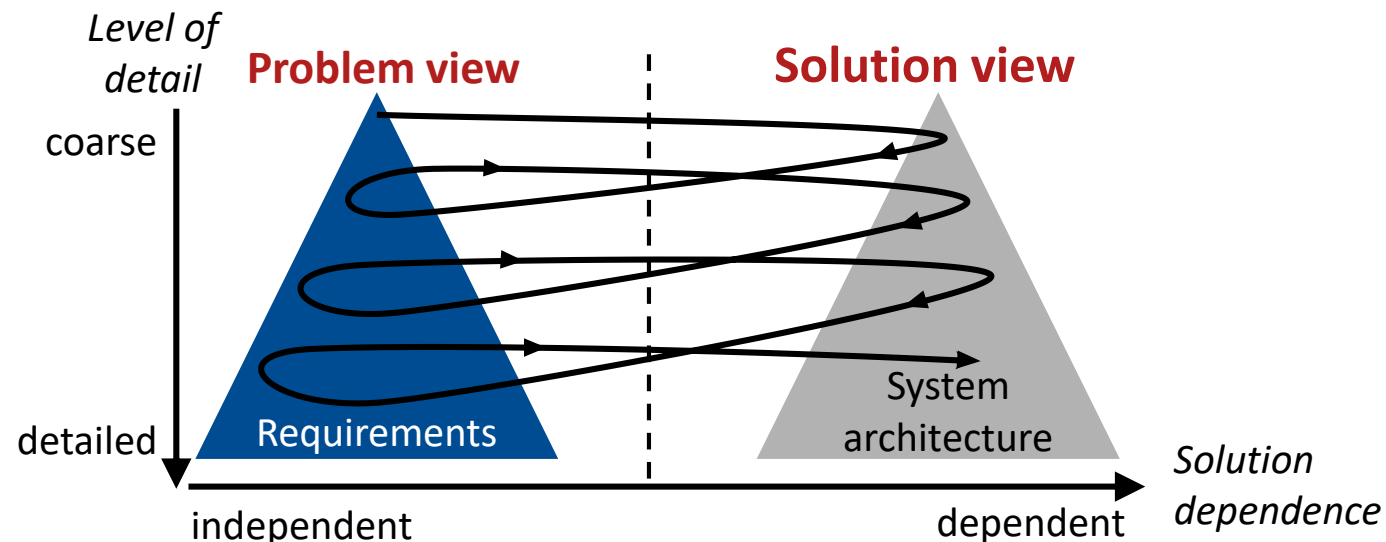 Level of
detail
Problem view
Solution view
coarse
detailed
Requirements
System
architecture
Solution
dependence
independent
dependent